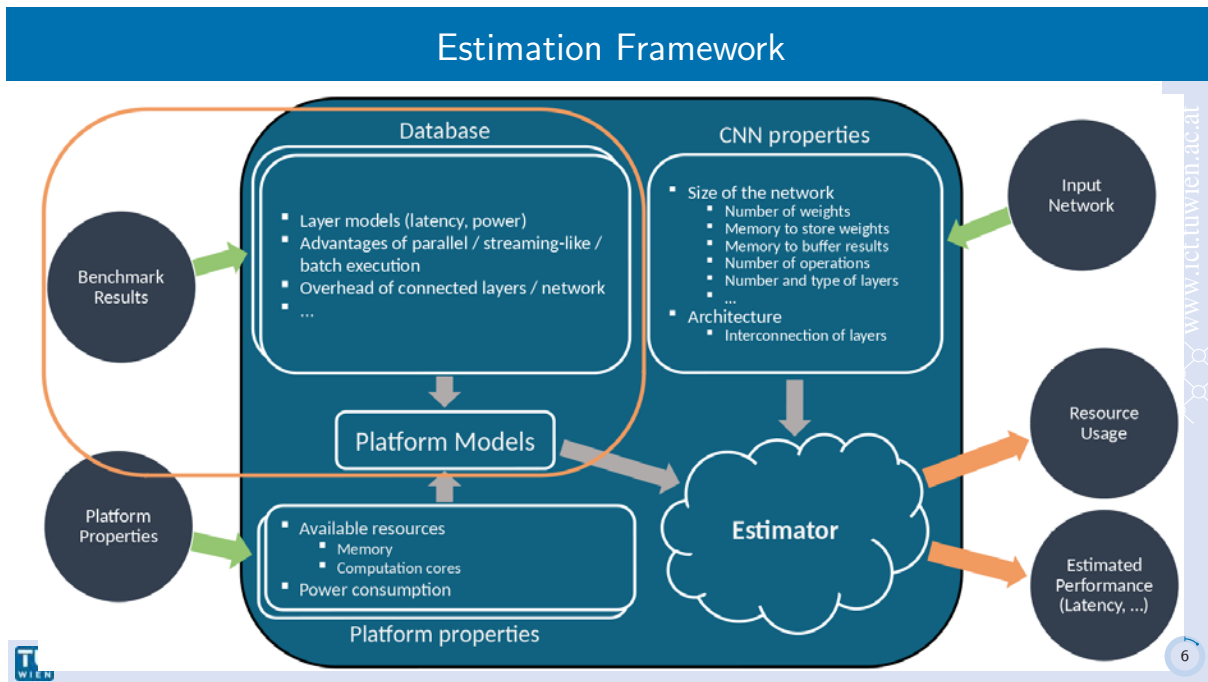 Estimation Framework
Database
▪ Layer models (latency, power)
▪ Advantages of parallel / streaming-like /
batch execution
▪ Overhead of connected layers / network
▪ ...
Benchmark
Results
Platform Models
Platform
Properties
▪ Available resources
▪ Memory
▪ Computation cores
▪ Power consumption
Platform properties
CNN properties
▪ Size of the network
▪ Number of weights
▪ Memory to store weights
▪ Memory to buffer results
▪ Number of operations
▪ Number and type of layers
▪ ...
▪ Architecture
▪ Interconnection of layers
Input
Network
Estimator
Resource
Usage
Estimated
Performance
(Latency, ...)
www.ict.tuwien.ac.at
WIEN
6